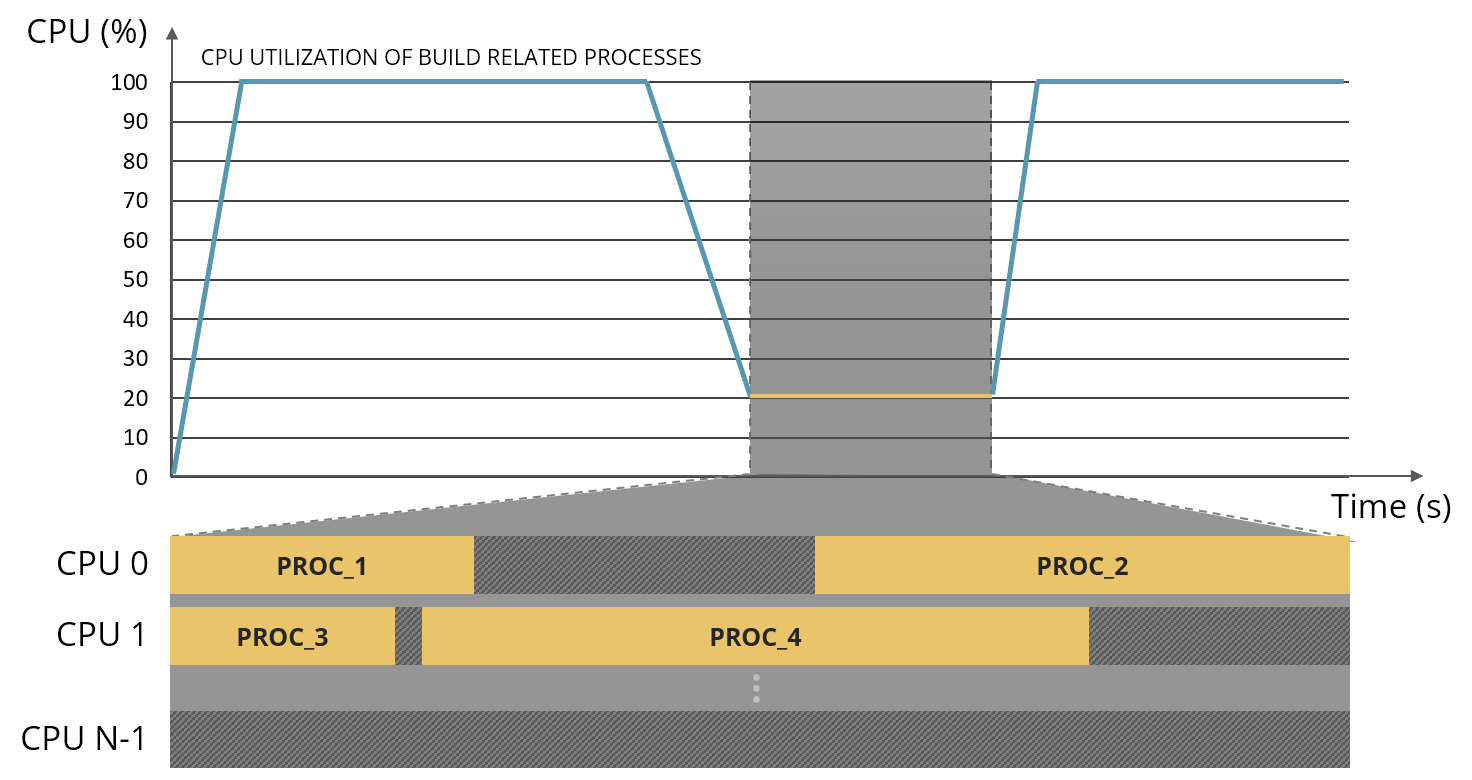 CPU (%)
CPU UTILIZATION OF BUILD RELATED PROCESSES
100
90
80
70
60
50
40
30
20
10
0
Time (s)
CPU 0
PROC_1
PROC_2
CPU 1
PROC_3
PROC_4
CPU N-1